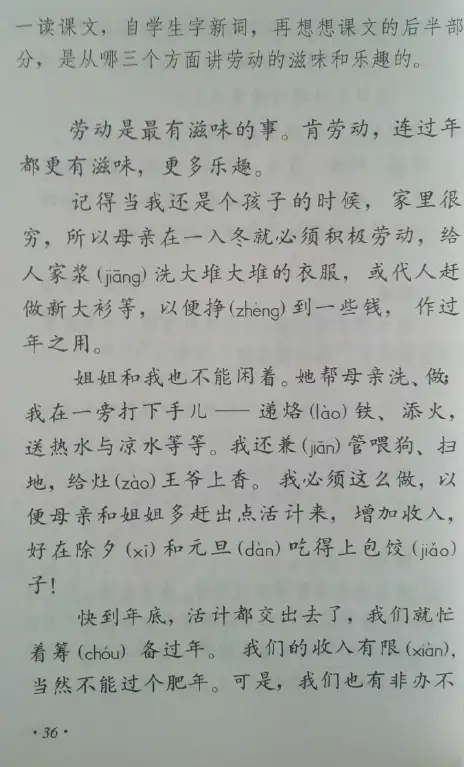 一读课文，自学生字新词，再想想课文的后半部
分，是从哪三个方面讲劳动的滋味和乐趣的。
劳动是最有滋味的事。肯劳动，连过年
都更有滋味，更多乐趣。
记得当我还是个孩子的时候，家里很
穷，所以母亲在一入冬就必须积极劳动，给
人家浆(jiāng)洗大堆大堆的衣服，或代人赶
做新大衫等，以便挣(zhèng)到一些钱，作过
年之用。
姐姐和我也不能闲着。她帮母亲洗、做；
我在一旁打下手儿——递烙(lào)铁、添火，
送热水与凉水等等。我还兼(jiān)管喂狗、扫
地，给灶(zào)王爷上香。我必须这么做，以
便母亲和姐姐多赶出点活计来，增加收入，
好在除夕(xī)和元旦(dàn)吃得上包饺(jiǎo)
子！
快到年底，活计都交出去了，我们就忙
着筹(chóu)备过年。我们的收入有限(xiàn)，
当然不能过个肥年。可是，我们也有非办不
·36·